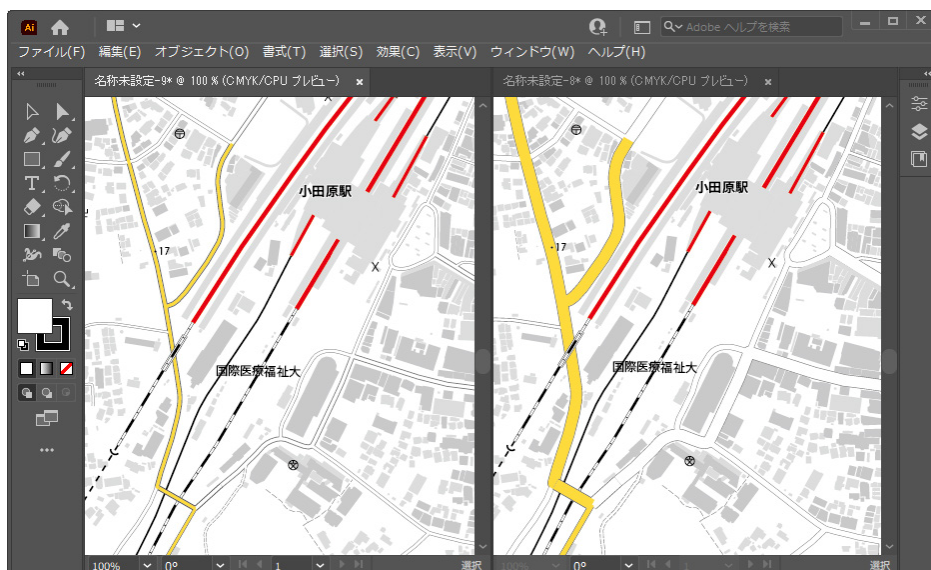 Ai
Adobe ヘルプを検索
ファイル(F) 編集(E) オブジェクト(O) 書式(T) 選択(S) 効果(C) 表示(V) ウィンドウ(W) ヘルプ(H)
名称未設定-9* @ 100 % (CMYK/CPU プレビュー)
名称未設定-8* @ 100 % (CMYK/CPU プレビュー)
小田原駅
17
国際医療福祉大
小田原駅
17
国際医療福祉大
100% 0° 1 選択
100% 0° 1 選択